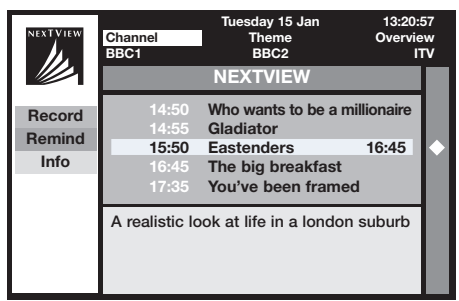 NEXTVIEW
Tuesday 15 Jan 13:20:57
Channel Theme Overview
BBC1 BBC2 ITV
NEXTVIEW
Record
Remind
Info
14:50 Who wants to be a millionaire
14:55 Gladiator
15:50 Eastenders 16:45
16:45 The big breakfast
17:35 You've been framed
A realistic look at life in a london suburb